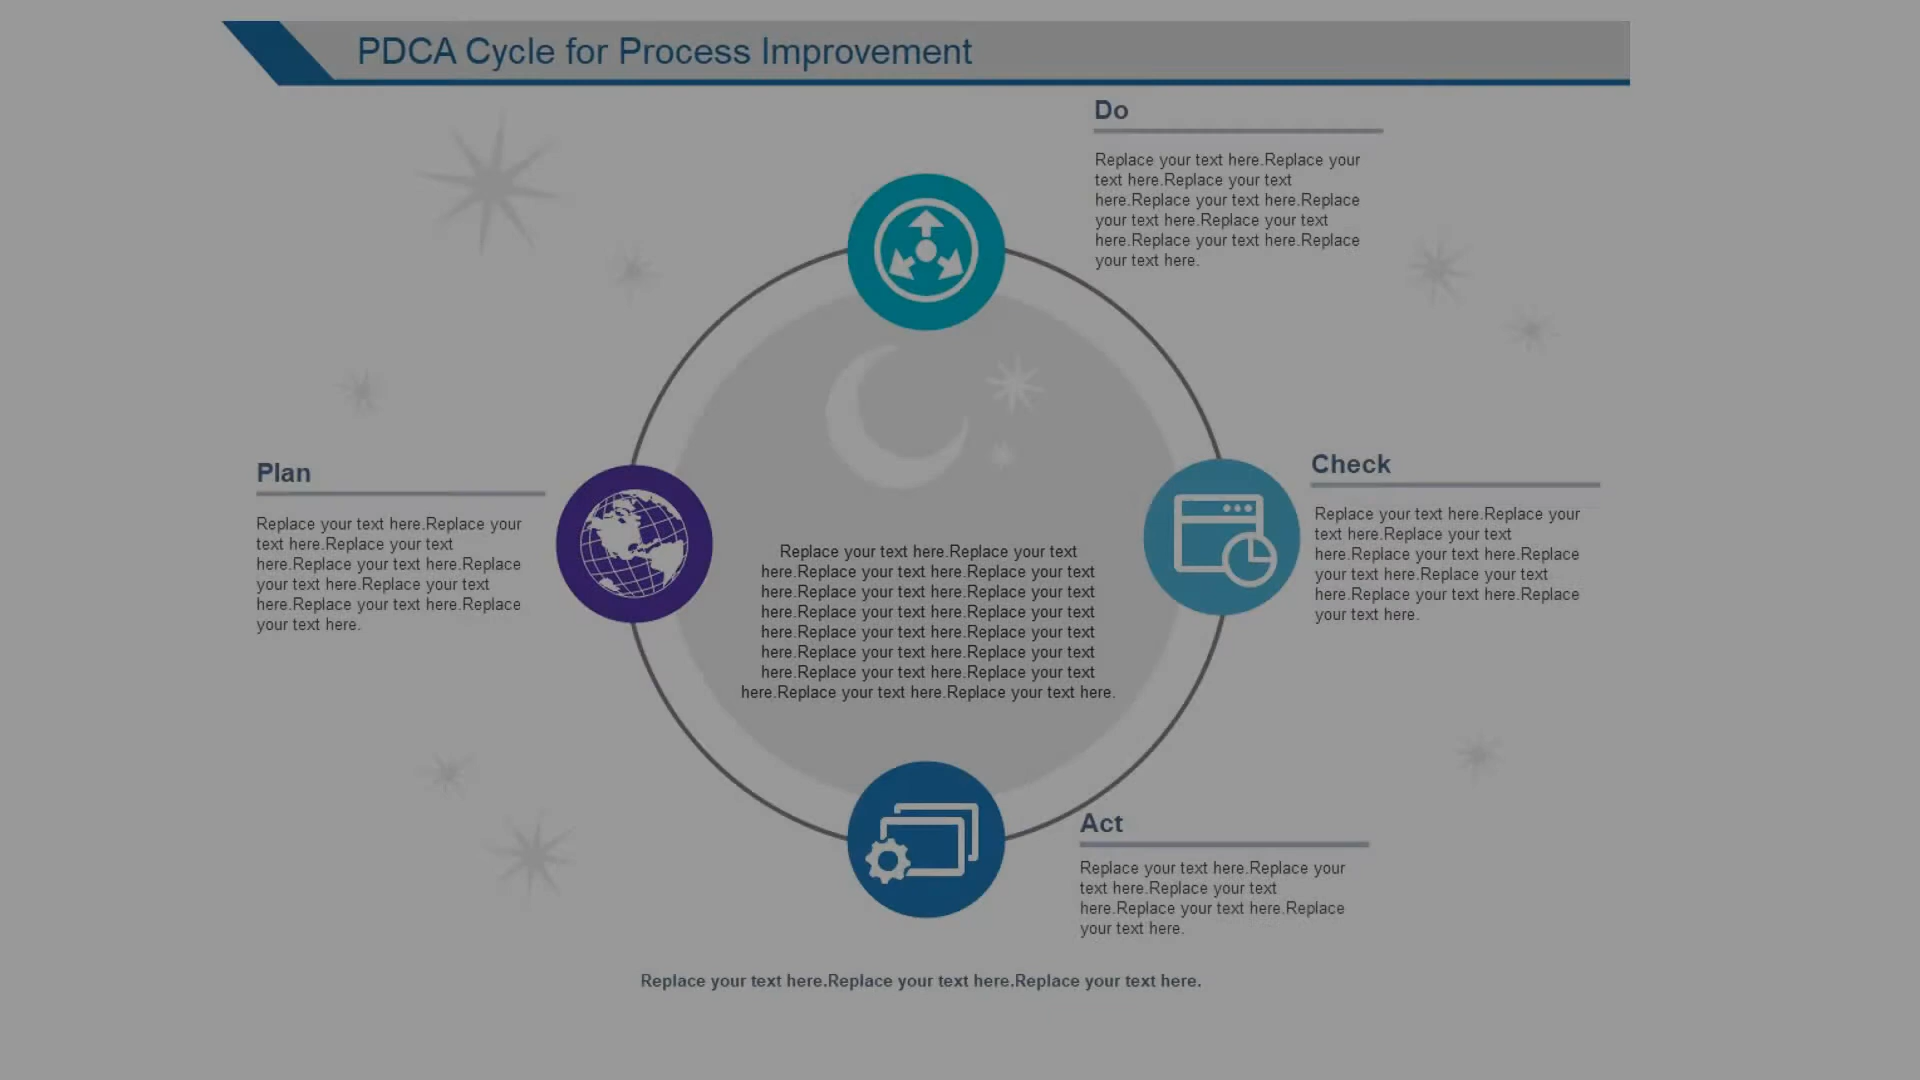 PDCA Cycle for Process Improvement
Do
Replace your text here.Replace your
text here.Replace your text
here.Replace your text here.Replace
your text here.Replace your text
here.Replace your text here.Replace
your text here.
Plan
Replace your text here.Replace your
text here.Replace your text
here.Replace your text here.Replace
your text here.Replace your text
here.Replace your text here.Replace
your text here.
Replace your text here.Replace your text
here.Replace your text here.Replace your text
here.Replace your text here.Replace your text
here.Replace your text here.Replace your text
here.Replace your text here.Replace your text
here.Replace your text here.Replace your text
here.Replace your text here.Replace your text
here.Replace your text here.Replace your text here.
Check
Replace your text here.Replace your
text here.Replace your text
here.Replace your text here.Replace
your text here.Replace your text
here.Replace your text here.Replace
your text here.
Act
Replace your text here.Replace your
text here.Replace your text
here.Replace your text here.Replace
your text here.
Replace your text here.Replace your text here.Replace your text here.